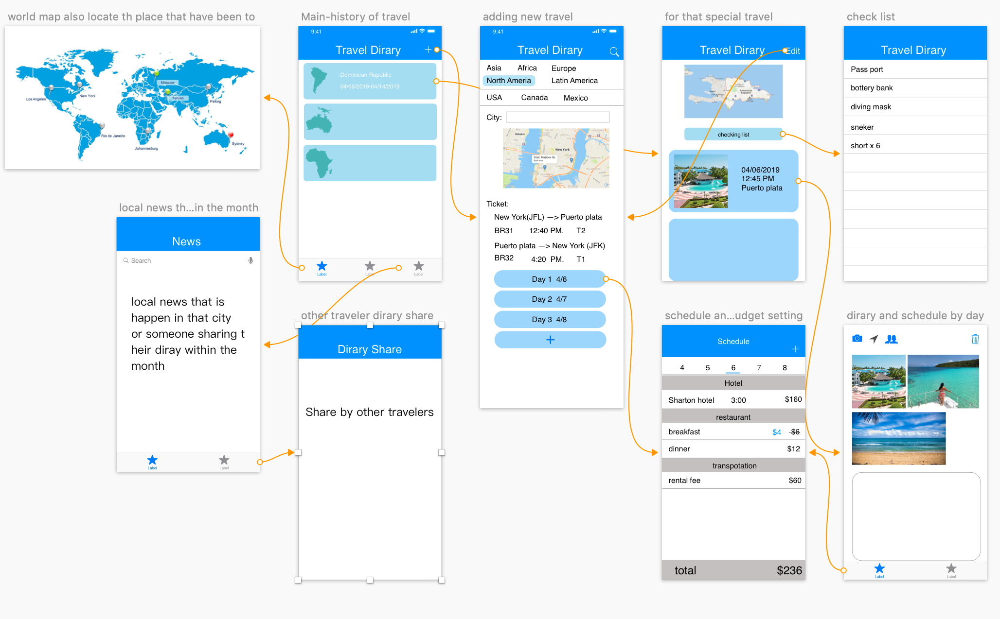 world map also locate th place that have been to
Los Angeles
New York
Moscow
Tehran
Peking
Rio de Janeiro
Johannesburg
Sydney
Main-history of travel
9:41
Travel Dirary
+
Dominican Republic
04/06/2019-04/14/2019
Label
Label
Label
adding new travel
9:41
Travel Dirary
Asia Africa Europe
North Ameria Latin America
USA Canada Mexico
City:
Hoboken
New York
Cool, Mapbox GL
Ticket:
New York(JFL) —> Puerto plata
BR31 12:40 PM. T2
Puerto plata —> New York (JFK)
BR32 4:20 PM. T1
Day 1 4/6
Day 2 4/7
Day 3 4/8
+
for that special travel
Travel Dirary Edit
Haiti
Dominican
Republic
checking list
04/06/2019
12:45 PM
Puerto plata
check list
Travel Dirary
Pass port
bottery bank
diving mask
sneker
short x 6
local news th...in the month
News
Search
local news that is
happen in that city
or someone sharing t
heir diray within the
month
Label
Label
other traveler dirary share
Dirary Share
Share by other travelers
schedule an...udget setting
Schedule
+
4 5 6 7 8
Hotel
Sharton hotel 3:00 $160
restaurant
breakfast $4 $6
dinner $12
transpotation
rental fee $60
total $236
dirary and schedule by day
Label
Label